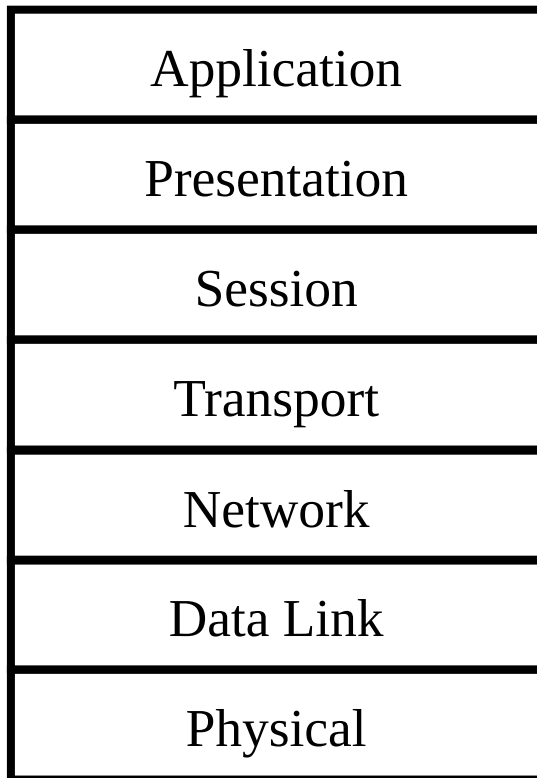 Application
Presentation
Session
Transport
Network
Data Link
Physical